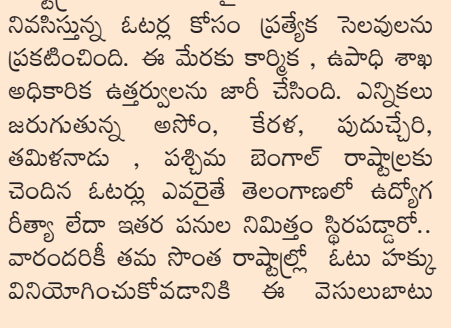 నివసిస్తున్న ఓటర్ల కోసం ప్రత్యేక సెలవులను
ప్రకటించింది. ఈ మేరకు కార్మిక , ఉపాధి శాఖ
అధికారిక ఉత్తర్వులను జారీ చేసింది. ఎన్నికలు
జరుగుతున్న అసోం, కేరళ, పుదుచ్చేరి,
తమిళనాడు , పశ్చిమ బెంగాల్ రాష్ట్రాలకు
చెందిన ఓటర్లు ఎవరైతే తెలంగాణలో ఉద్యోగ
రీత్యా లేదా ఇతర పనుల నిమిత్తం స్థిరపడ్డారో..
వారందరికీ తమ సొంత రాష్ట్రాల్లో ఓటు హక్కు
వినియోగించుకోవడానికి ఈ వెసులుబాటు